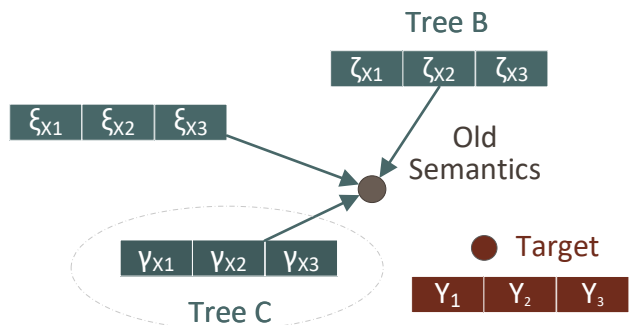 Tree B
ζX1 ζX2 ζX3
ξX1 ξX2 ξX3
Old
Semantics
γX1 γX2 γX3
Tree C
Target
Y1 Y2 Y3